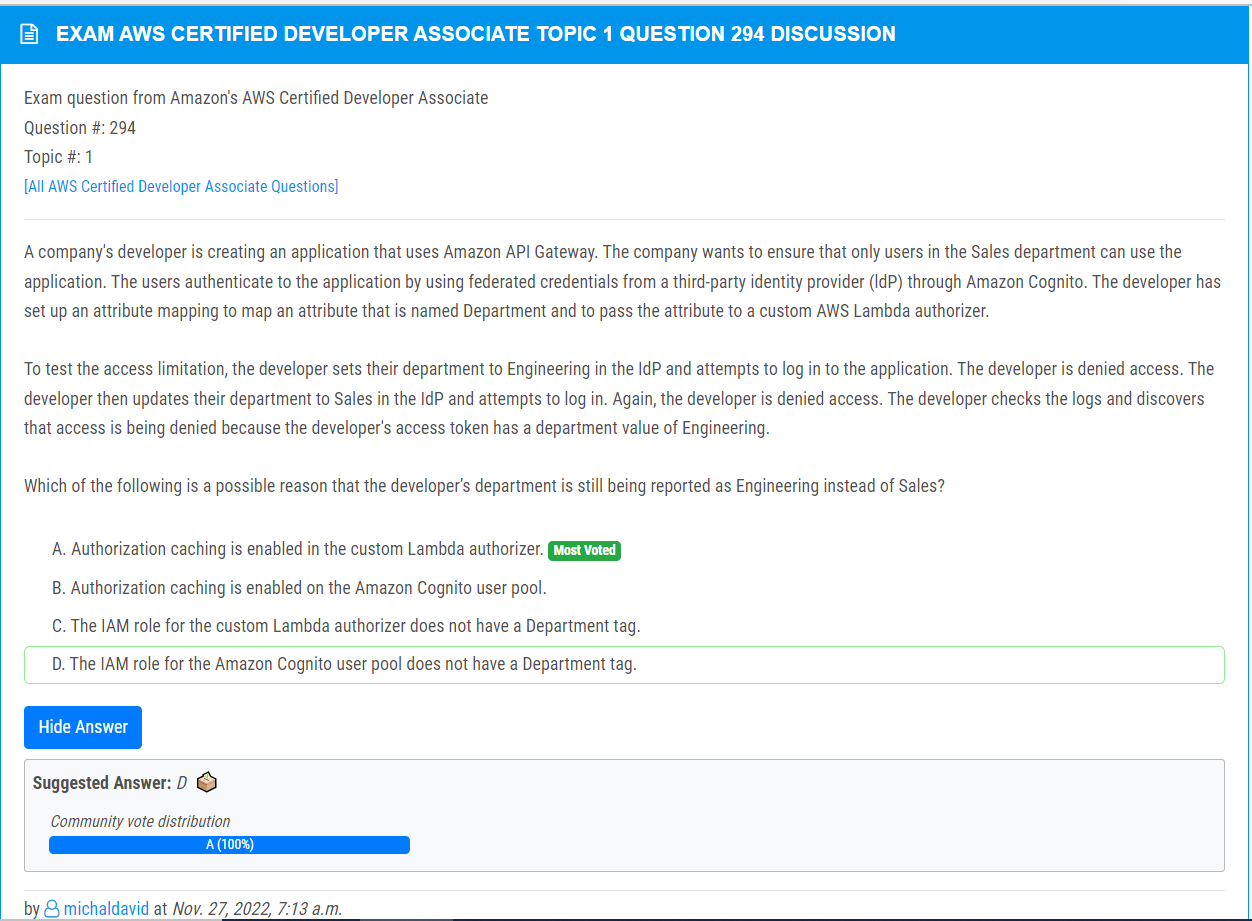 EXAM AWS CERTIFIED DEVELOPER ASSOCIATE TOPIC 1 QUESTION 294 DISCUSSION
Exam question from Amazon's AWS Certified Developer Associate
Question #: 294
Topic #: 1
[All AWS Certified Developer Associate Questions]
A company's developer is creating an application that uses Amazon API Gateway. The company wants to ensure that only users in the Sales department can use the
application. The users authenticate to the application by using federated credentials from a third-party identity provider (IdP) through Amazon Cognito. The developer has
set up an attribute mapping to map an attribute that is named Department and to pass the attribute to a custom AWS Lambda authorizer.
To test the access limitation, the developer sets their department to Engineering in the IdP and attempts to log in to the application. The developer is denied access. The
developer then updates their department to Sales in the IdP and attempts to log in. Again, the developer is denied access. The developer checks the logs and discovers
that access is being denied because the developer's access token has a department value of Engineering.
Which of the following is a possible reason that the developer’s department is still being reported as Engineering instead of Sales?
A. Authorization caching is enabled in the custom Lambda authorizer. Most Voted
B. Authorization caching is enabled on the Amazon Cognito user pool.
C. The IAM role for the custom Lambda authorizer does not have a Department tag.
D. The IAM role for the Amazon Cognito user pool does not have a Department tag.
Hide Answer
Suggested Answer: D
Community vote distribution
A (100%)
by michaldavid at Nov. 27, 2022, 7:13 a.m.